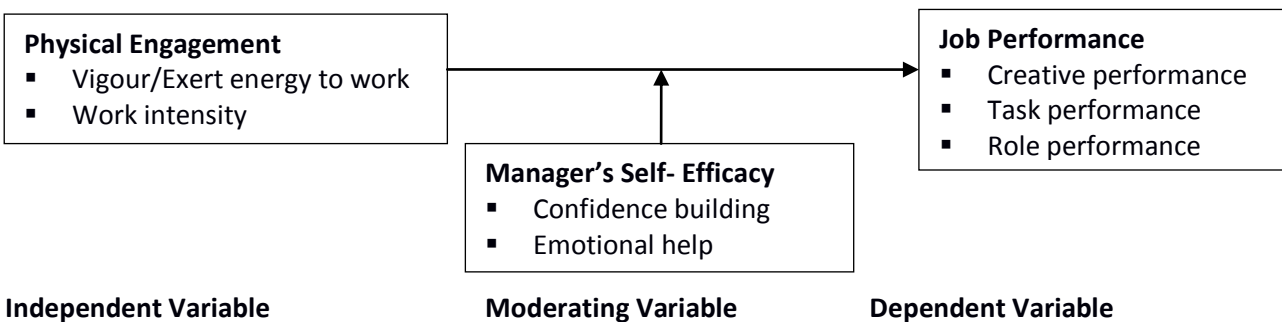 Physical Engagement
▪ Vigour/Exert energy to work
▪ Work intensity
Job Performance
▪ Creative performance
▪ Task performance
▪ Role performance
Manager’s Self- Efficacy
▪ Confidence building
▪ Emotional help
Independent Variable
Moderating Variable
Dependent Variable